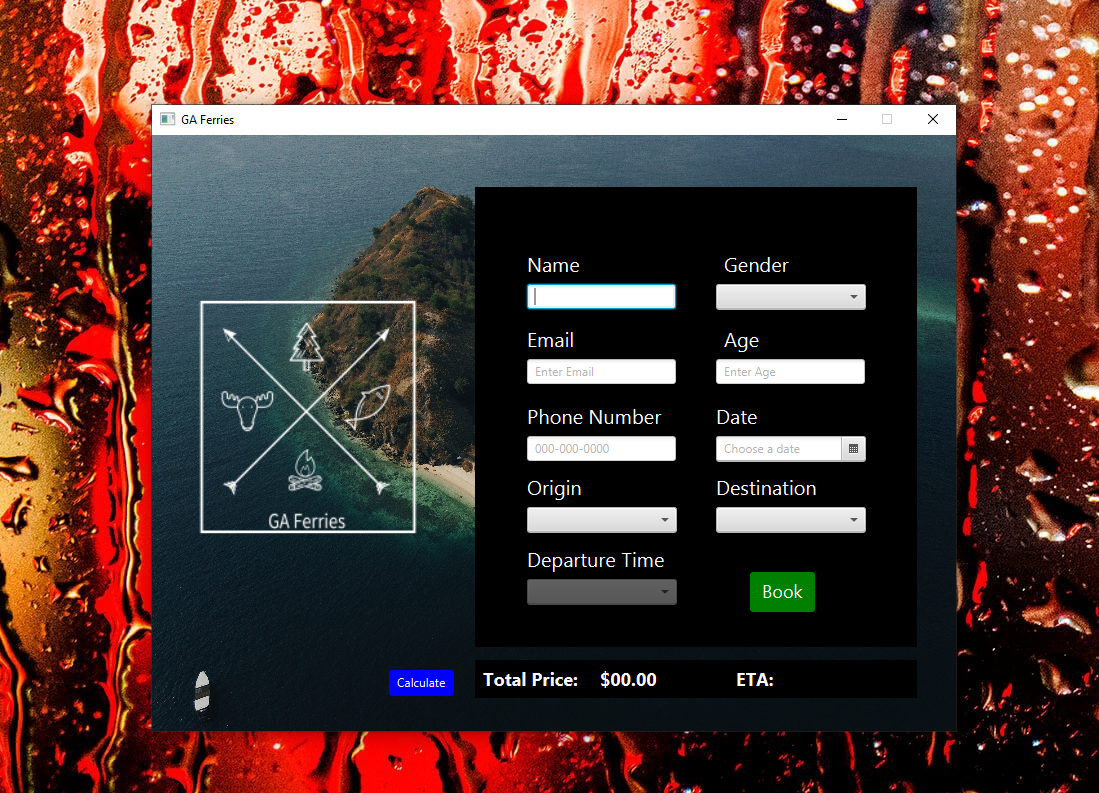 GA Ferries
Name
Gender
Email
Age
Enter Email
Enter Age
Phone Number
Date
000-000-0000
Choose a date
Origin
Destination
Departure Time
Book
GA Ferries
Calculate
Total Price: $00.00 ETA: